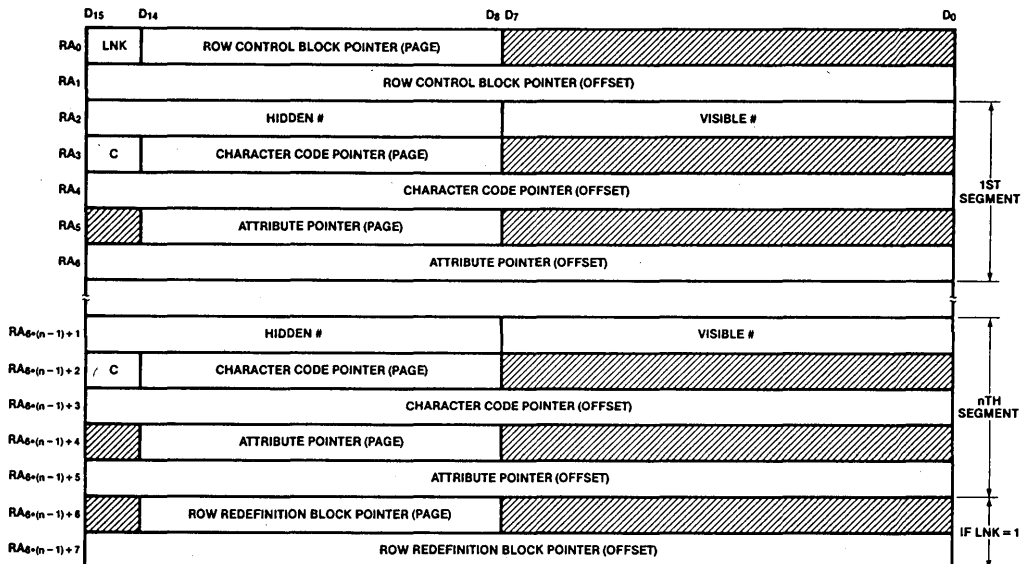 D15 D14 D8 D7 D0
RA0 LNK ROW CONTROL BLOCK POINTER (PAGE)
RA1 ROW CONTROL BLOCK POINTER (OFFSET)
RA2 HIDDEN # VISIBLE #
RA3 C CHARACTER CODE POINTER (PAGE)
RA4 CHARACTER CODE POINTER (OFFSET)
1ST
SEGMENT
RA5 ATTRIBUTE POINTER (PAGE)
RA6 ATTRIBUTE POINTER (OFFSET)
RA6•(n – 1) + 1 HIDDEN # VISIBLE #
RA6•(n – 1) + 2 C CHARACTER CODE POINTER (PAGE)
RA6•(n – 1) + 3 CHARACTER CODE POINTER (OFFSET)
nTH
SEGMENT
RA6•(n – 1) + 4 ATTRIBUTE POINTER (PAGE)
RA6•(n – 1) + 5 ATTRIBUTE POINTER (OFFSET)
RA6•(n – 1) + 6 ROW REDEFINITION BLOCK POINTER (PAGE)
IF LNK = 1
RA6•(n – 1) + 7 ROW REDEFINITION BLOCK POINTER (OFFSET)